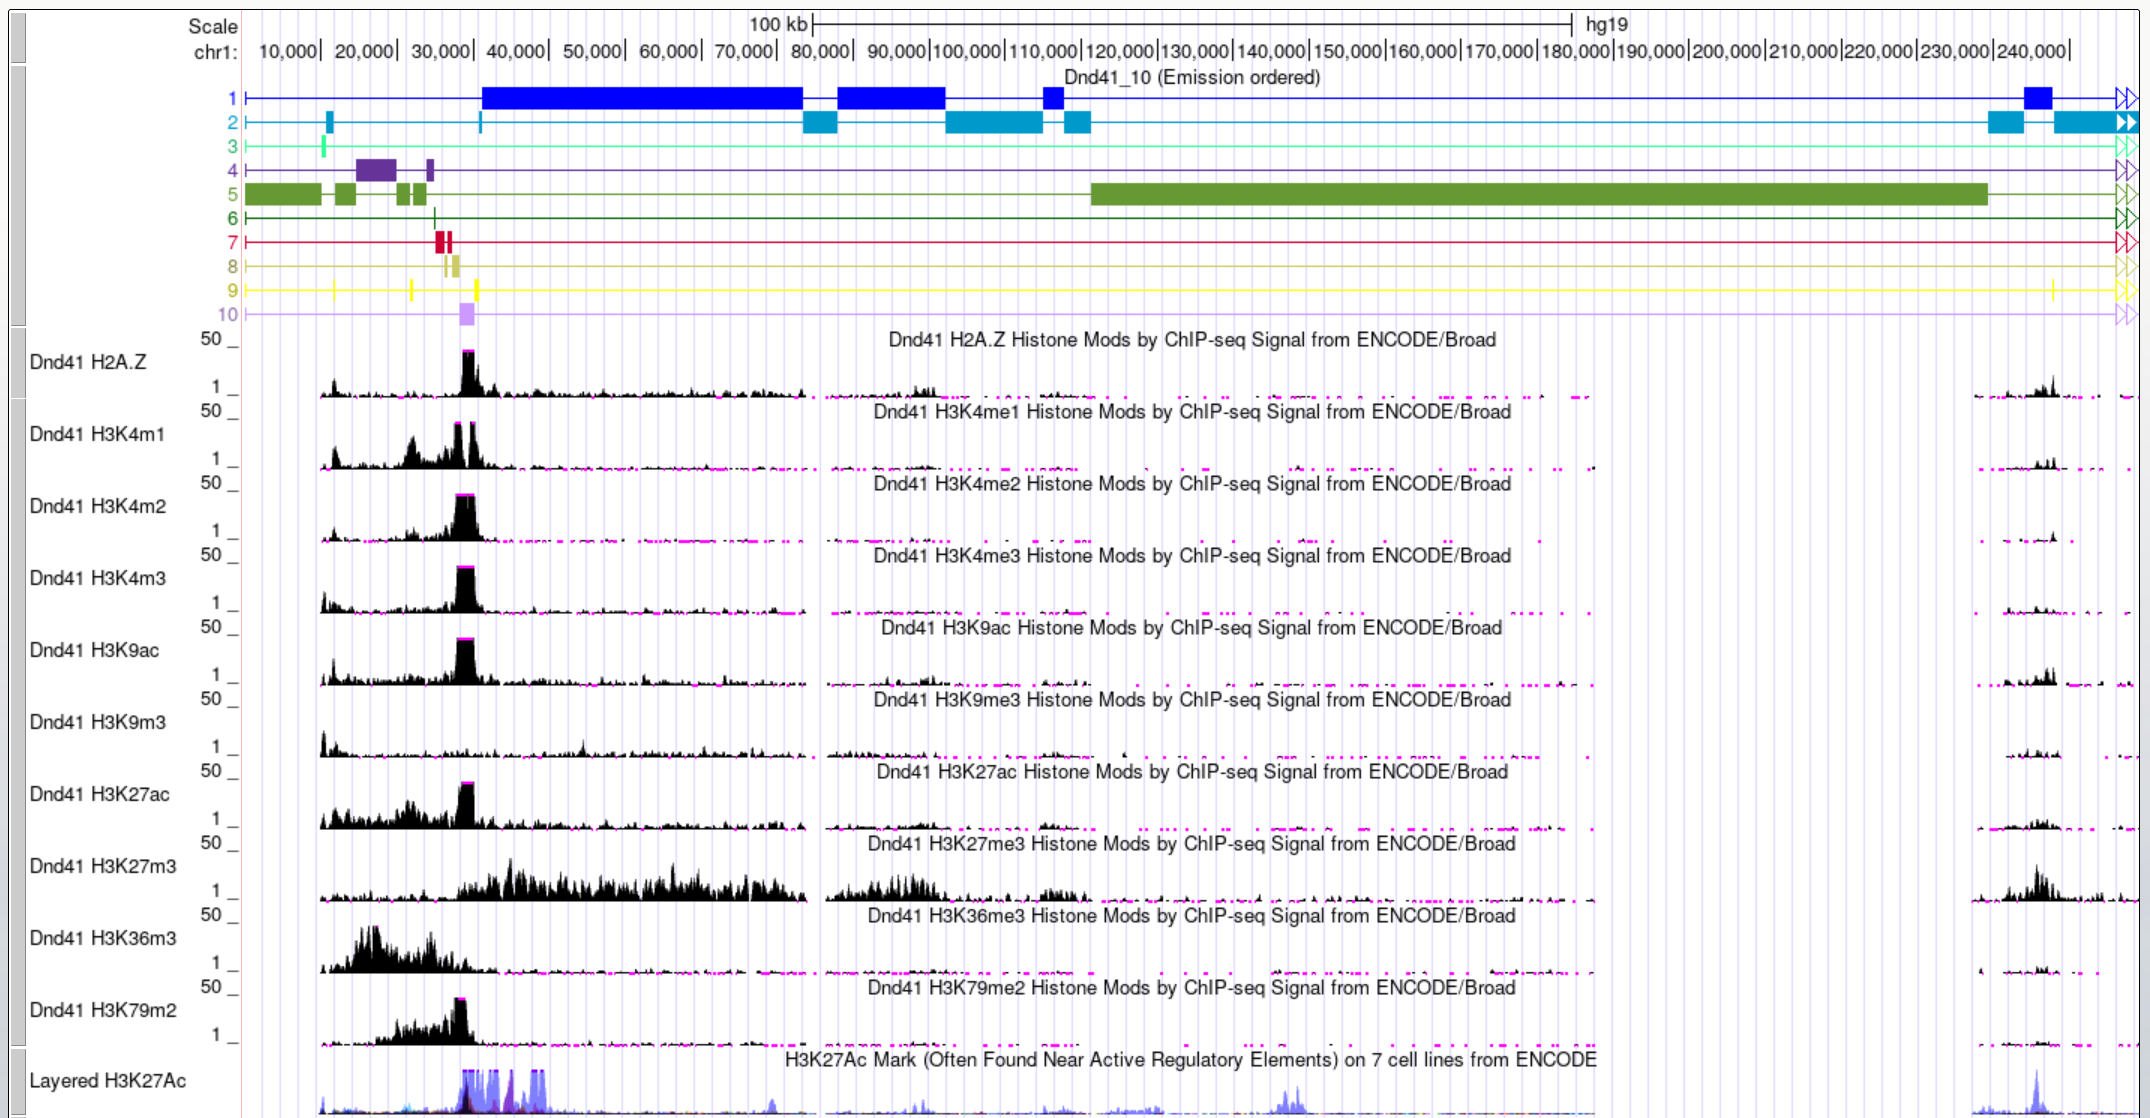 Scale 100 kb hg19
chr1: 10,000 20,000 30,000 40,000 50,000 60,000 70,000 80,000 90,000 100,000 110,000 120,000 130,000 140,000 150,000 160,000 170,000 180,000 190,000 200,000 210,000 220,000 230,000 240,000
Dnd41_10 (Emission ordered)
1
2
3
4
5
6
7
8
9
10
50 _ Dnd41 H2A.Z Histone Mods by ChIP-seq Signal from ENCODE/Broad
Dnd41 H2A.Z
1 _
50 _ Dnd41 H3K4me1 Histone Mods by ChIP-seq Signal from ENCODE/Broad
Dnd41 H3K4m1
1 _
50 _ Dnd41 H3K4me2 Histone Mods by ChIP-seq Signal from ENCODE/Broad
Dnd41 H3K4m2
1 _
50 _ Dnd41 H3K4me3 Histone Mods by ChIP-seq Signal from ENCODE/Broad
Dnd41 H3K4m3
1 _
50 _ Dnd41 H3K9ac Histone Mods by ChIP-seq Signal from ENCODE/Broad
Dnd41 H3K9ac
1 _
50 _ Dnd41 H3K9me3 Histone Mods by ChIP-seq Signal from ENCODE/Broad
Dnd41 H3K9m3
1 _
50 _ Dnd41 H3K27ac Histone Mods by ChIP-seq Signal from ENCODE/Broad
Dnd41 H3K27ac
1 _
50 _ Dnd41 H3K27me3 Histone Mods by ChIP-seq Signal from ENCODE/Broad
Dnd41 H3K27m3
1 _
50 _ Dnd41 H3K36me3 Histone Mods by ChIP-seq Signal from ENCODE/Broad
Dnd41 H3K36m3
1 _
50 _ Dnd41 H3K79me2 Histone Mods by ChIP-seq Signal from ENCODE/Broad
Dnd41 H3K79m2
1 _
H3K27Ac Mark (Often Found Near Active Regulatory Elements) on 7 cell lines from ENCODE
Layered H3K27Ac